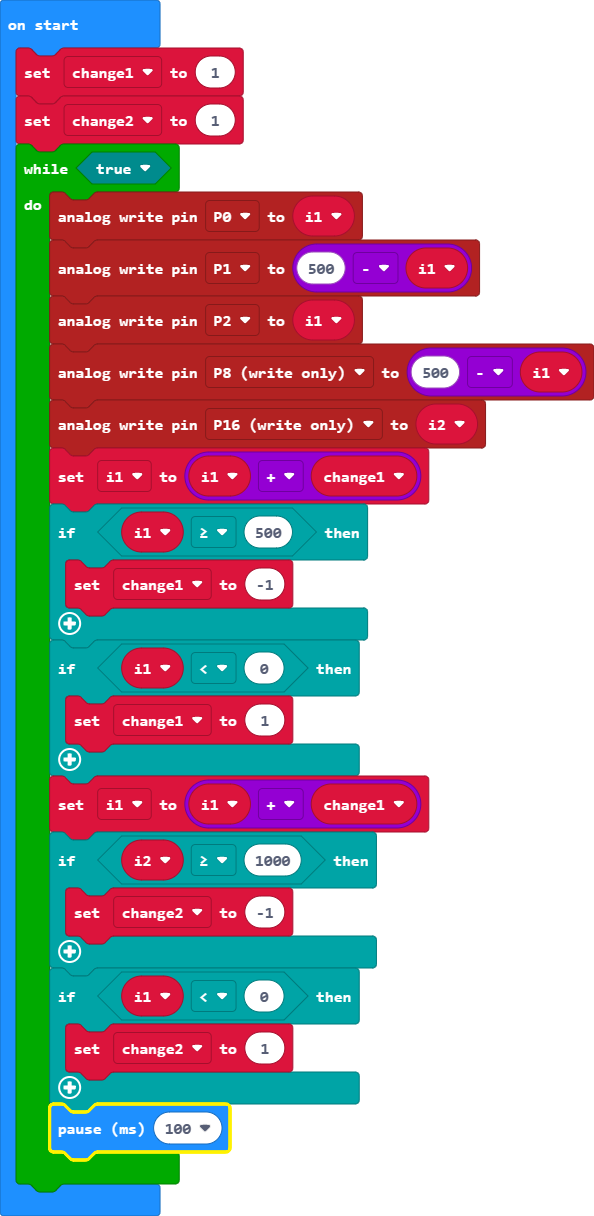 on start
set change1 to 1
set change2 to 1
while true
do
analog write pin P0 to i1
analog write pin P1 to 500 - i1
analog write pin P2 to i1
analog write pin P8 (write only) to 500 - i1
analog write pin P16 (write only) to i2
set i1 to i1 + change1
if i1 ≥ 500 then
set change1 to -1
if i1 < 0 then
set change1 to 1
set i1 to i1 + change1
if i2 ≥ 1000 then
set change2 to -1
if i1 < 0 then
set change2 to 1
pause (ms) 100